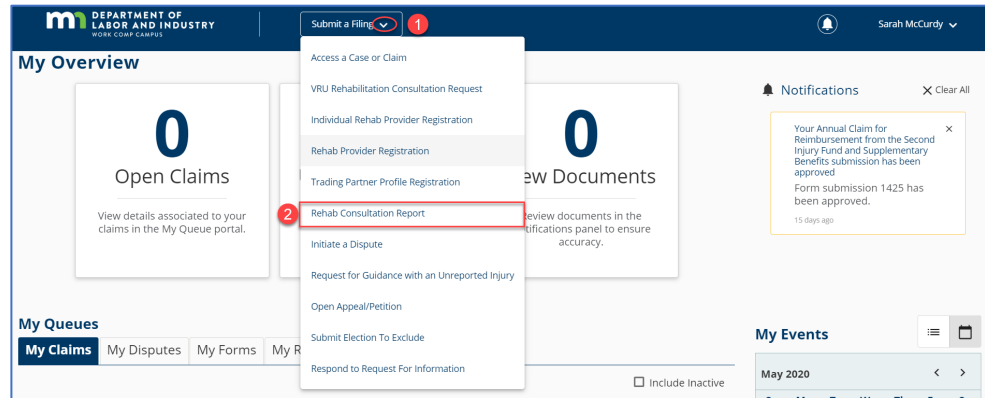 DEPARTMENT OF
LABOR AND INDUSTRY
WORK COMP CAMPUS
Submit a Filing
1
Sarah McCurdy
My Overview
Access a Case or Claim
VRU Rehabilitation Consultation Request
Individual Rehab Provider Registration
Rehab Provider Registration
Trading Partner Profile Registration
2
Rehab Consultation Report
Initiate a Dispute
Request for Guidance with an Unreported Injury
Open Appeal/Petition
Submit Election To Exclude
Respond to Request For Information
0
Open Claims
View details associated to your
claims in the My Queue portal.
0
ew Documents
Review documents in the
tifications panel to ensure
accuracy.
Notifications
Clear All
Your Annual Claim for
Reimbursement from the Second
Injury Fund and Supplementary
Benefits submission has been
approved
Form submission 1425 has
been approved.
15 days ago
My Queues
My Claims My Disputes My Forms My R
Include Inactive
My Events
May 2020